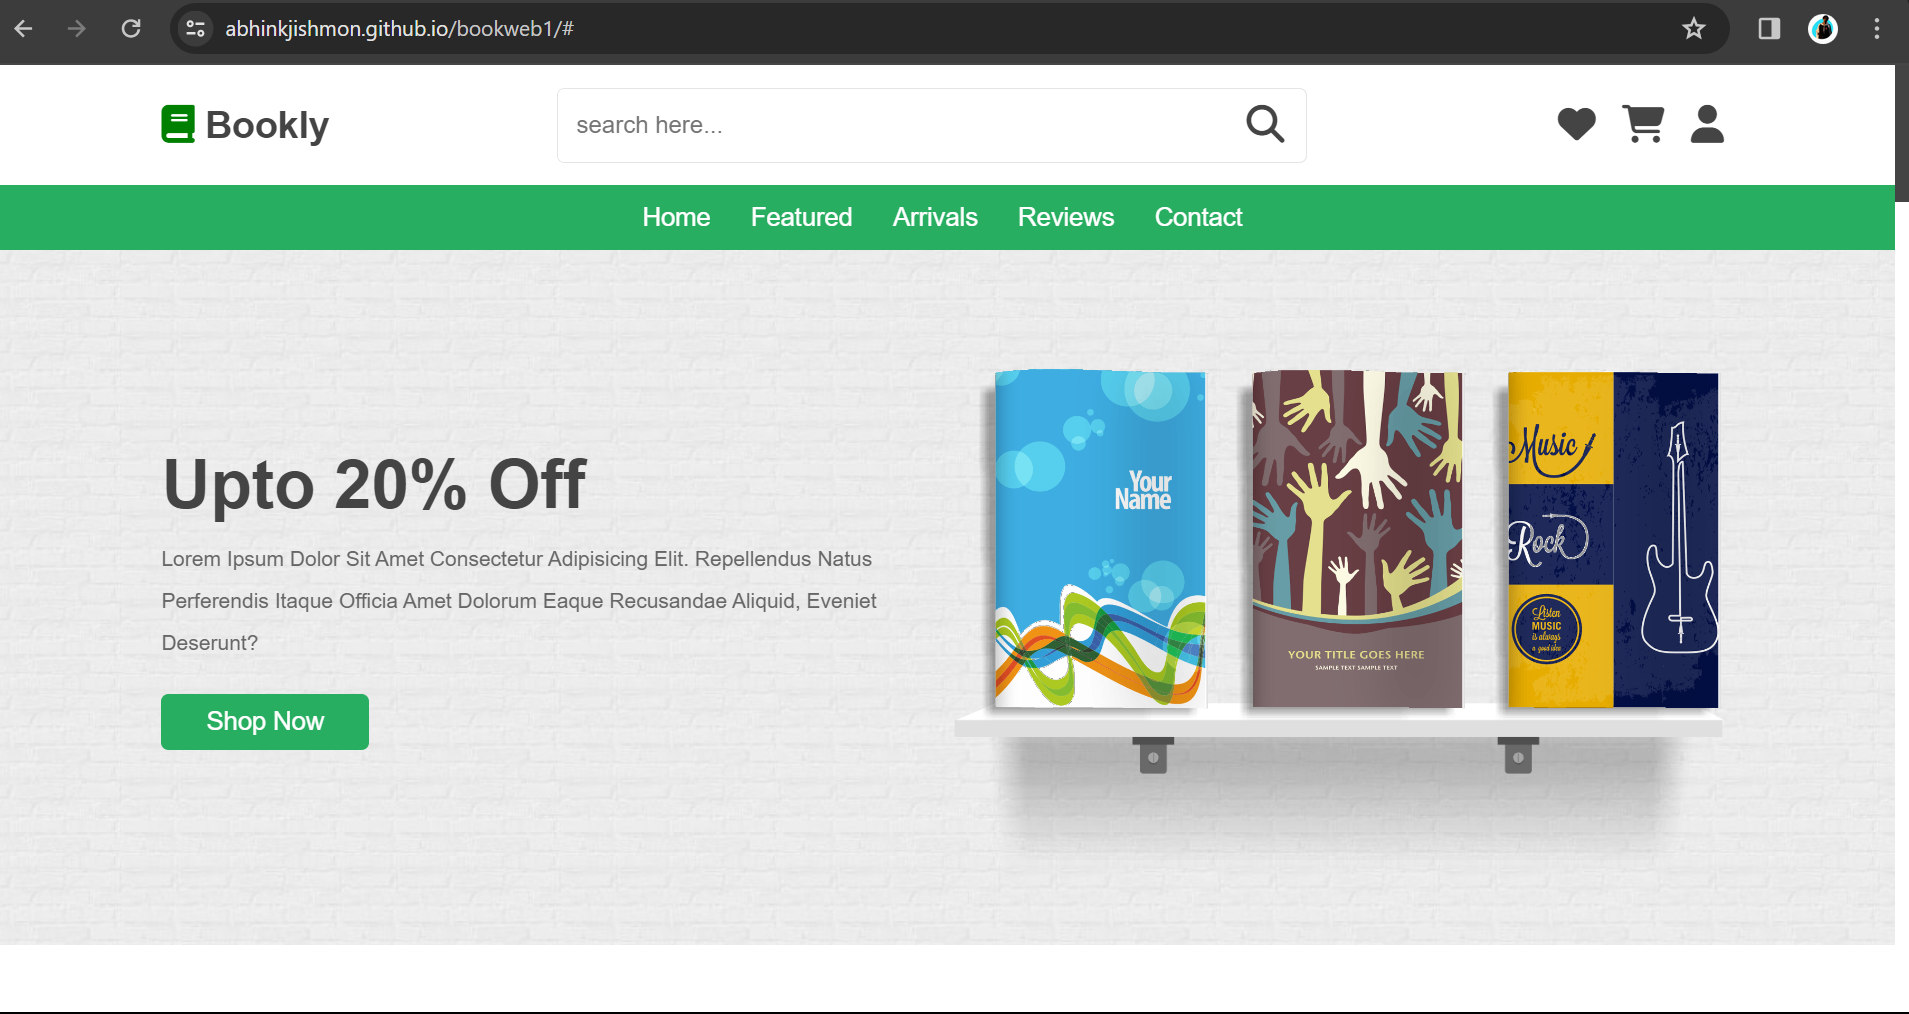 abhinkjishmon.github.io/bookweb1/#
Bookly
search here...
Home Featured Arrivals Reviews Contact
Upto 20% Off
Lorem Ipsum Dolor Sit Amet Consectetur Adipisicing Elit. Repellendus Natus
Perferendis Itaque Officia Amet Dolorum Eaque Recusandae Aliquid, Eveniet
Deserunt?
Shop Now
Your
Name
YOUR TITLE GOES HERE
SAMPLE TEXT SAMPLE TEXT
Music
Rock
Listen
MUSIC
is always
a good idea